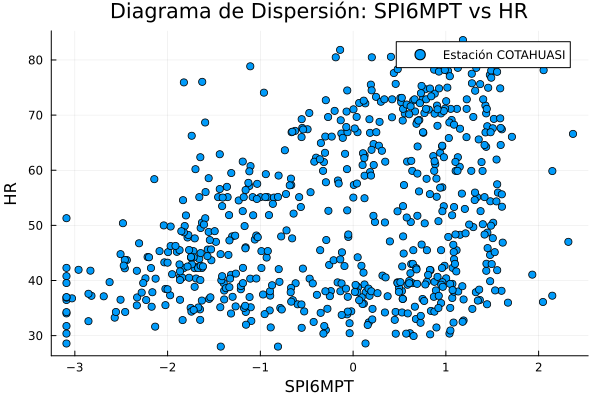 Diagrama de Dispersión: SPI6MPT vs HR
Estación COTAHUASI
HR
80
70
60
50
40
30
−3 −2 −1 0 1 2
SPI6MPT